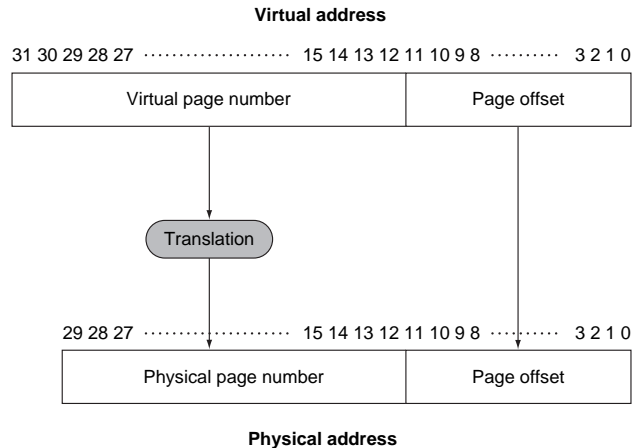 Virtual address
31 30 29 28 27 ······················ 15 14 13 12 11 10 9 8 ·········· 3 2 1 0
Virtual page number Page offset
Translation
29 28 27 ······················ 15 14 13 12 11 10 9 8 ·········· 3 2 1 0
Physical page number Page offset
Physical address